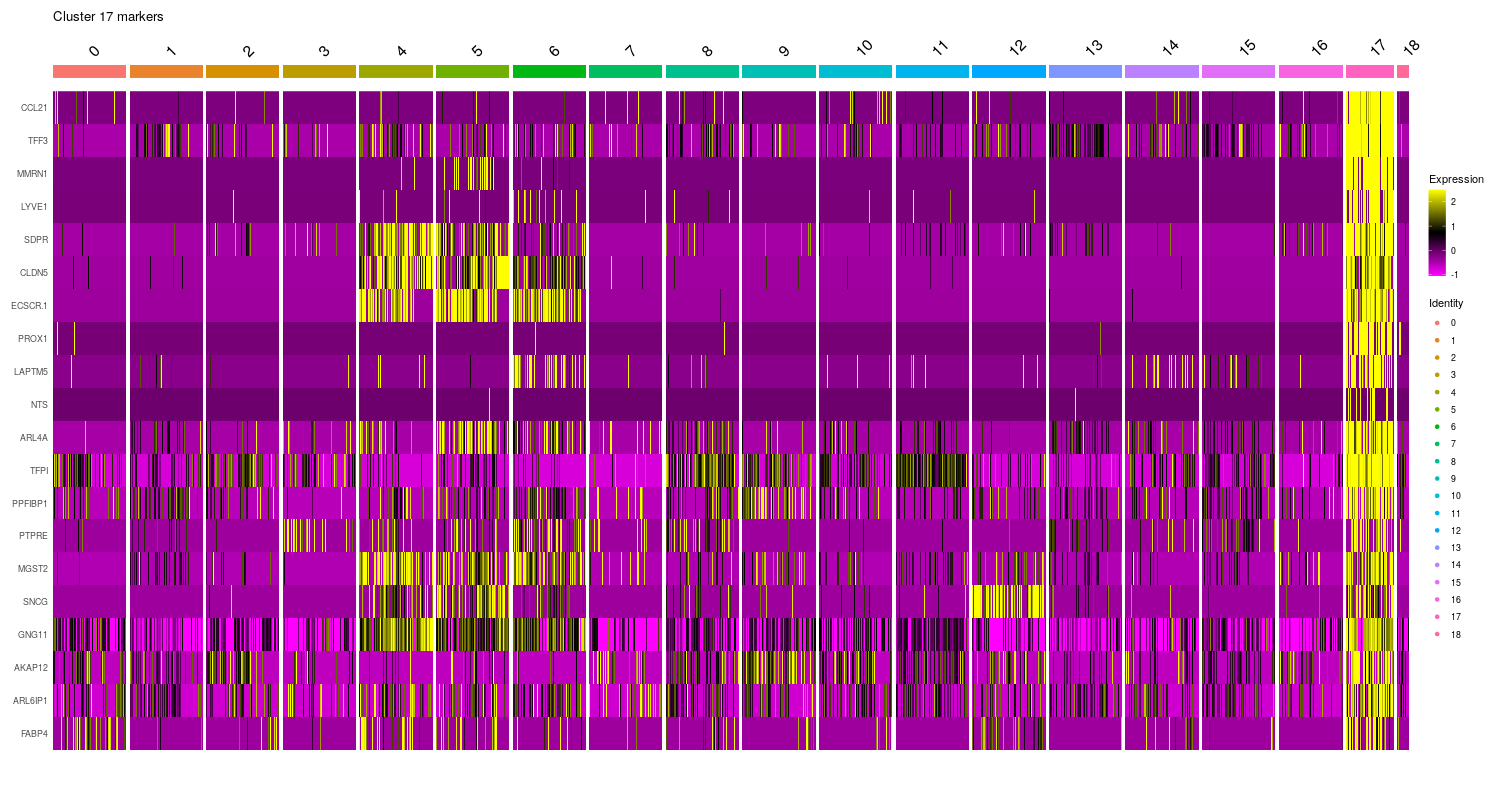 Cluster 17 markers
0 1 2 3 4 5 6 7 8 9 10 11 12 13 14 15 16 17 18
CCL21
TFF3
MMRN1
LYVE1
SDPR
CLDN5
ECSCR.1
PROX1
LAPTM5
NTS
ARL4A
TFPI
PPFIBP1
PTPRE
MGST2
SNCG
GNG11
AKAP12
ARL6IP1
FABP4
Expression
2
1
0
-1
Identity
0
1
2
3
4
5
6
7
8
9
10
11
12
13
14
15
16
17
18